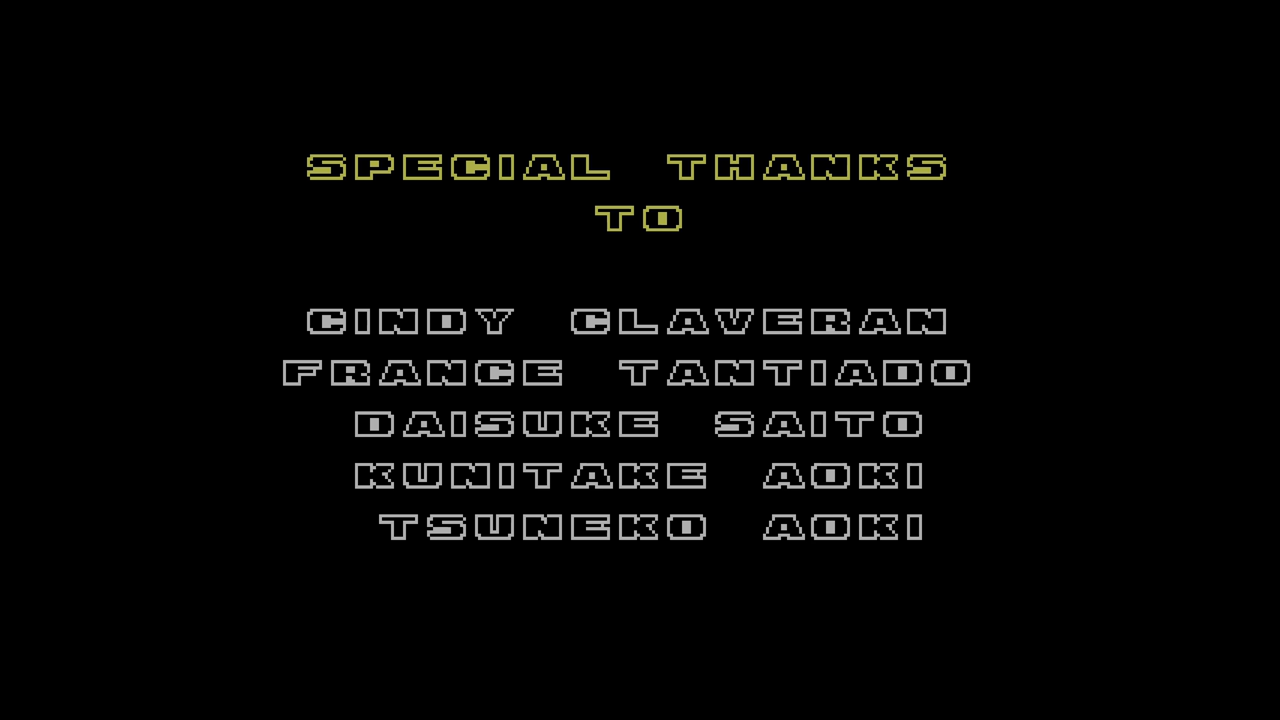 SPECIAL THANKS
TO
CINDY CLAVERAN
FRANCE TANTIADO
DAISUKE SAITO
KUNITAKE AOKI
TSUNEKO AOKI